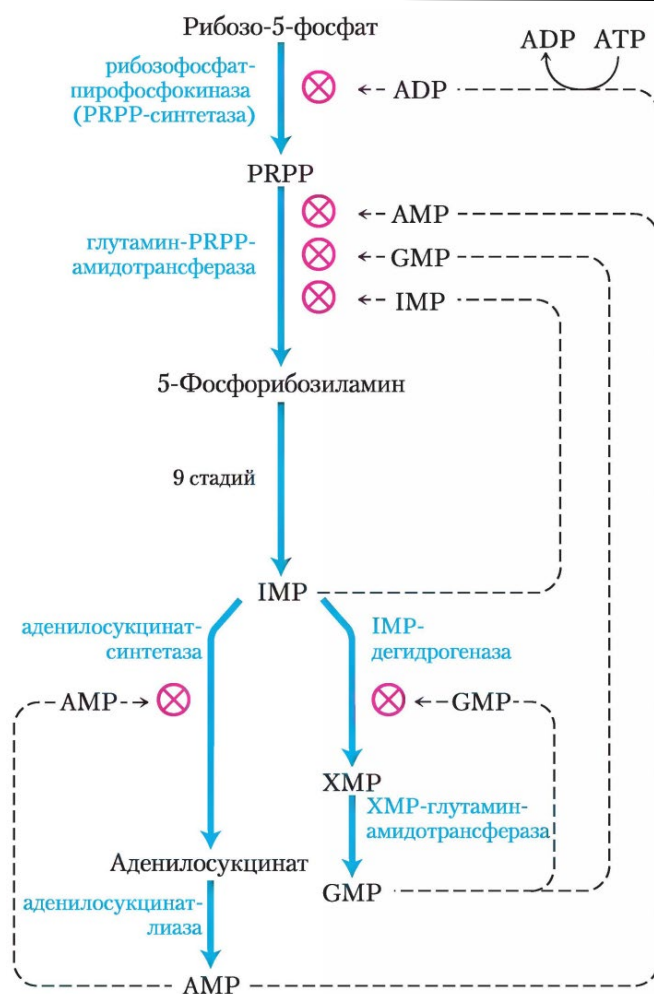 Рибозо-5-фосфат
ADP ATP
рибозофосфат-
пирофосфокиназа
(PRPP-синтетаза)
ADP
PRPP
AMP
глутамин-PRPP-
амидотрансфераза
GMP
IMP
5-Фосфорибозиламин
9 стадий
IMP
аденилосукцинат-
синтетаза
IMP-
дегидрогеназа
AMP
GMP
XMP
XMP-глутамин-
амидотрансфераза
Аденилосукцинат
GMP
аденилосукцинат-
лиаза
AMP